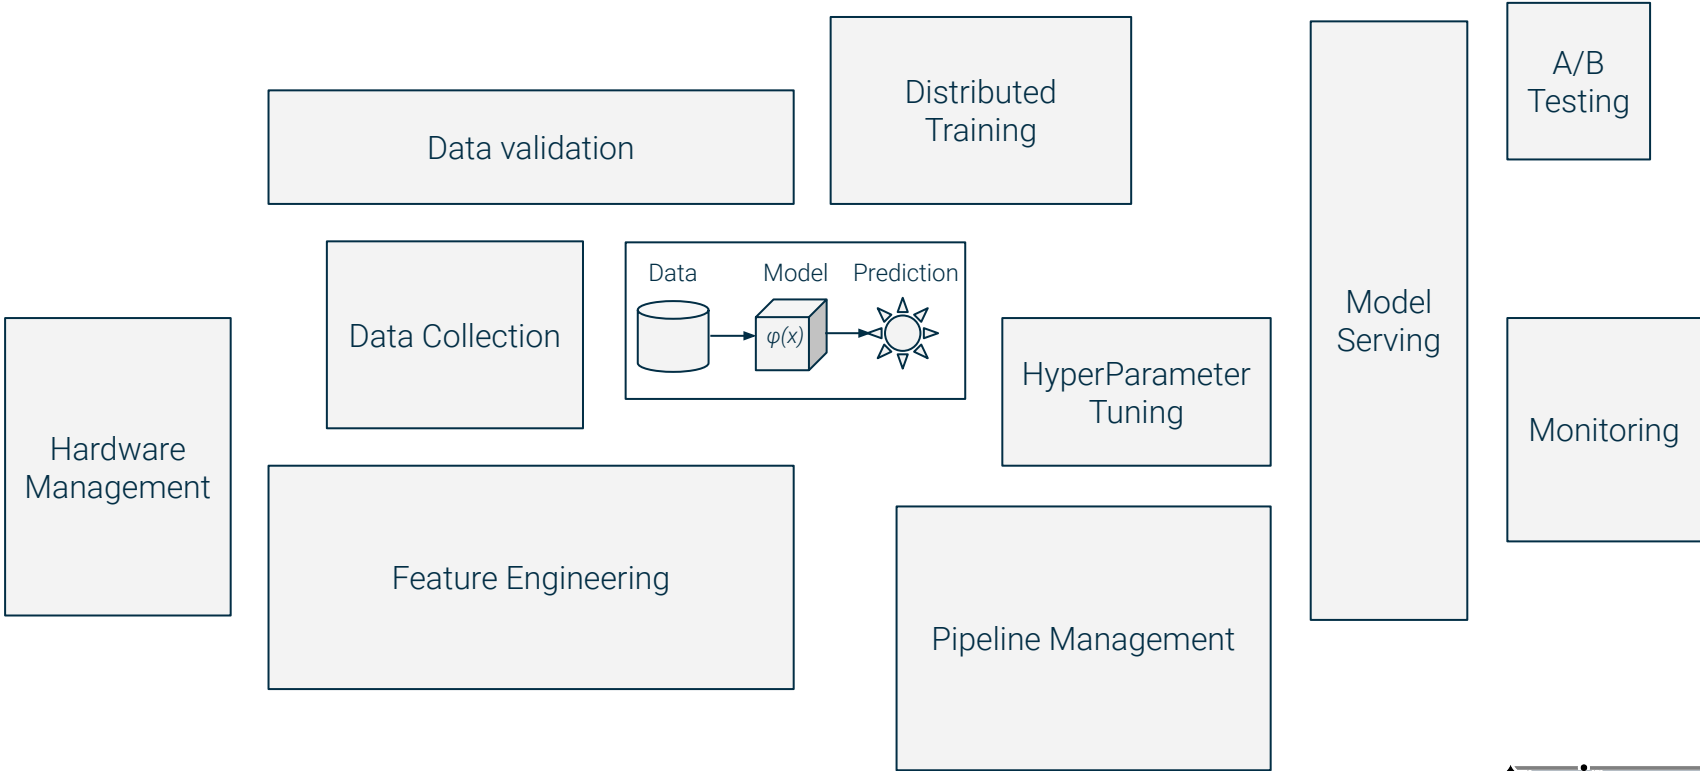 A/B
Testing
Distributed
Training
Data validation
Data Model Prediction
φ(x)
Data Collection
Model
Serving
HyperParameter
Tuning
Monitoring
Hardware
Management
Feature Engineering
Pipeline Management